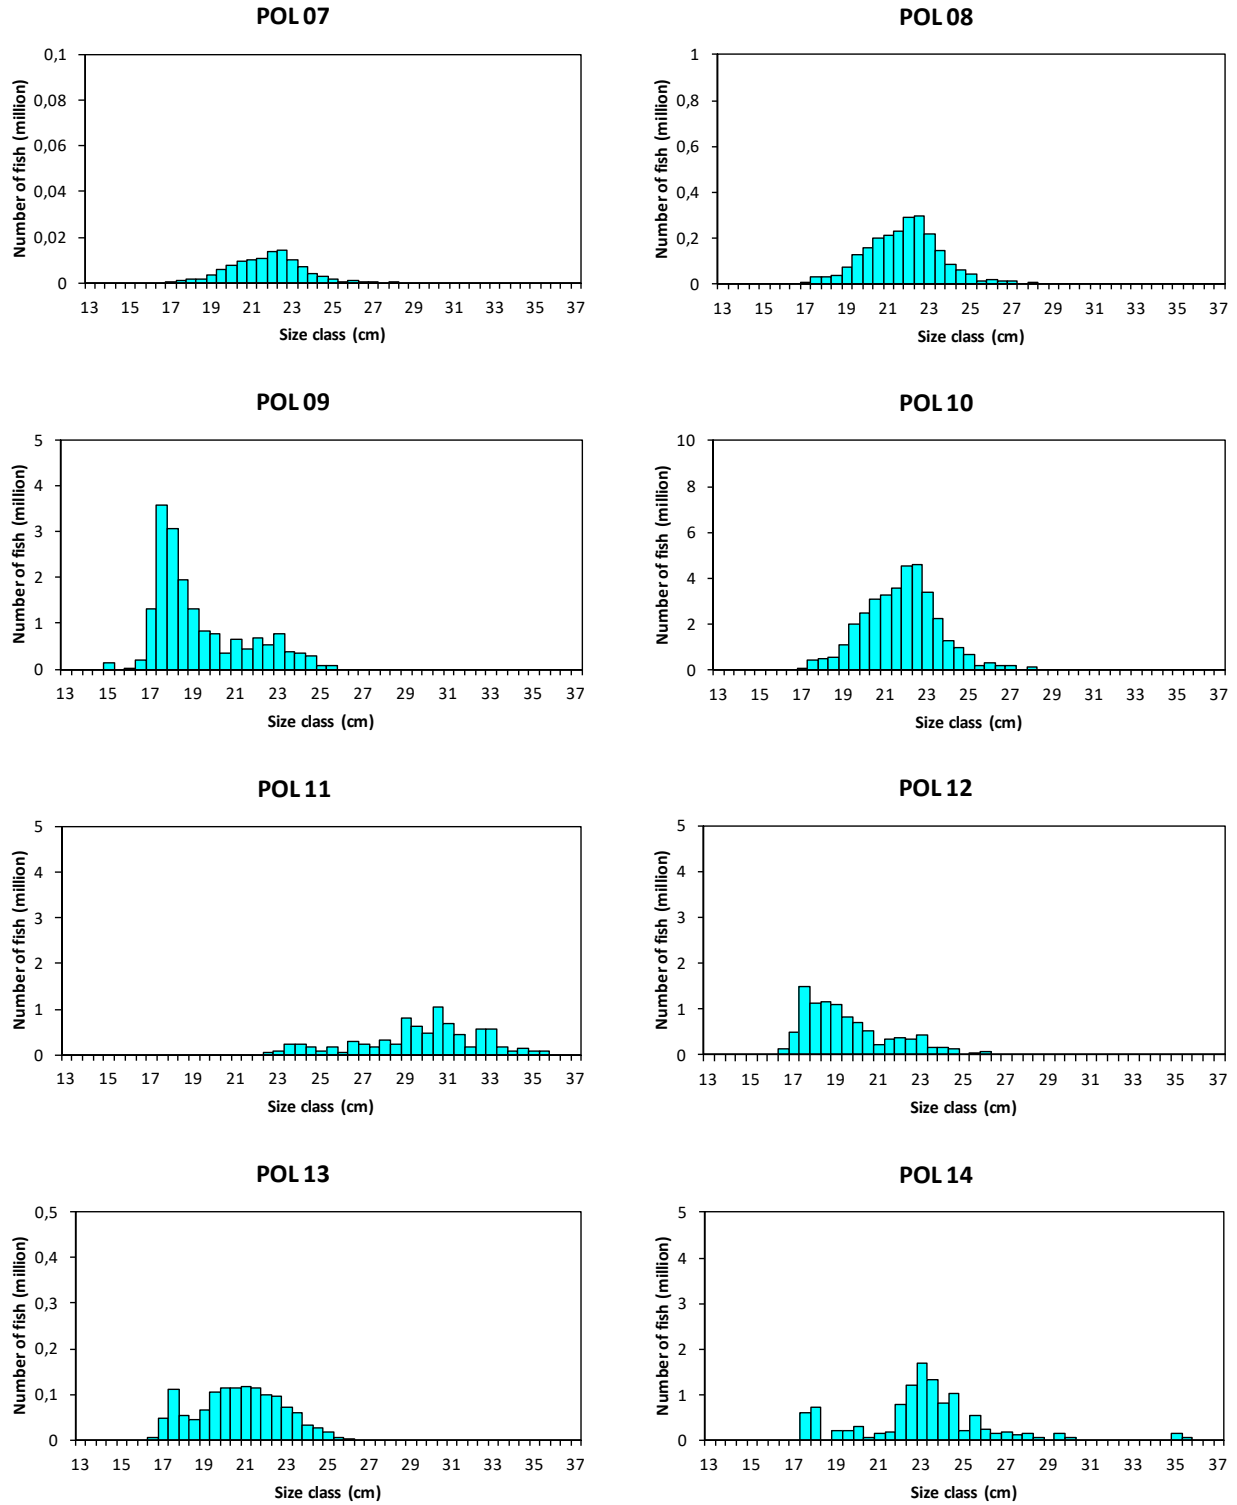 POL 07
0,1
0,08
0,06
0,04
0,02
0
Number of fish (million)
13 15 17 19 21 23 25 27 29 31 33 35 37
Size class (cm)
POL 08
1
0,8
0,6
0,4
0,2
0
Number of fish (million)
13 15 17 19 21 23 25 27 29 31 33 35 37
Size class (cm)
POL 09
5
4
3
2
1
0
Number of fish (million)
13 15 17 19 21 23 25 27 29 31 33 35 37
Size class (cm)
POL 10
10
8
6
4
2
0
Number of fish (million)
13 15 17 19 21 23 25 27 29 31 33 35 37
Size class (cm)
POL 11
5
4
3
2
1
0
Number of fish (million)
13 15 17 19 21 23 25 27 29 31 33 35 37
Size class (cm)
POL 12
5
4
3
2
1
0
Number of fish (million)
13 15 17 19 21 23 25 27 29 31 33 35 37
Size class (cm)
POL 13
0,5
0,4
0,3
0,2
0,1
0
Number of fish (million)
13 15 17 19 21 23 25 27 29 31 33 35 37
Size class (cm)
POL 14
5
4
3
2
1
0
Number of fish (million)
13 15 17 19 21 23 25 27 29 31 33 35 37
Size class (cm)